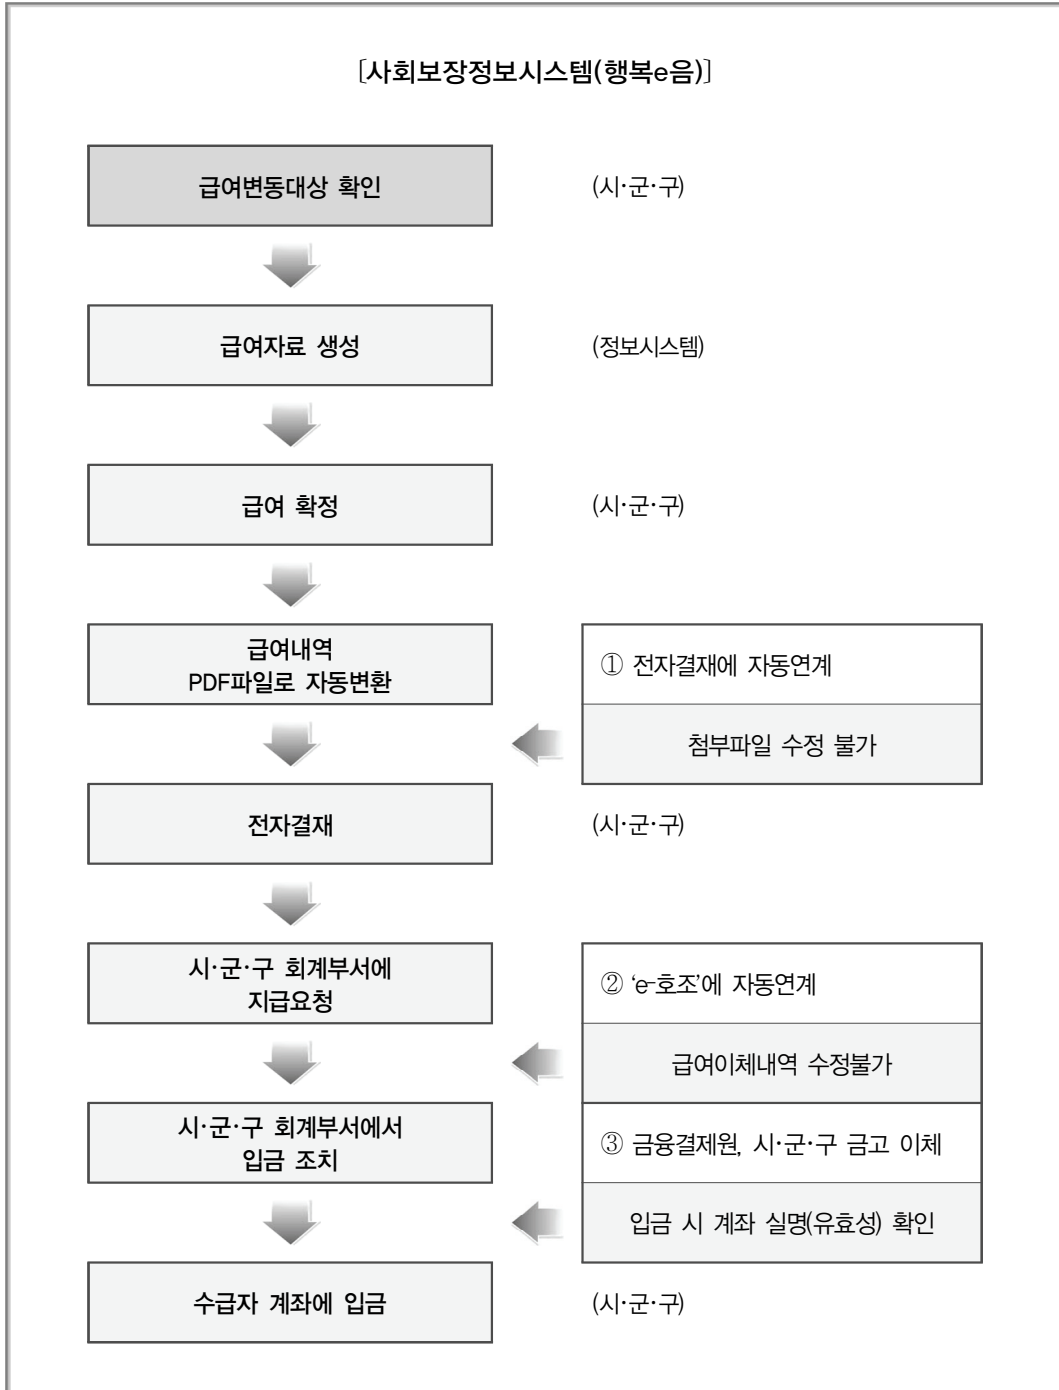 [사회보장정보시스템(행복e음)]
급여변동대상 확인
(시·군·구)
급여자료 생성
(정보시스템)
급여 확정
(시·군·구)
급여내역
PDF파일로 자동변환
① 전자결재에 자동연계
첨부파일 수정 불가
전자결재
(시·군·구)
시·군·구 회계부서에
지급요청
② ‘e-호조’에 자동연계
급여이체내역 수정불가
시·군·구 회계부서에서
입금 조치
③ 금융결제원, 시·군·구 금고 이체
입금 시 계좌 실명(유효성) 확인
수급자 계좌에 입금
(시·군·구)